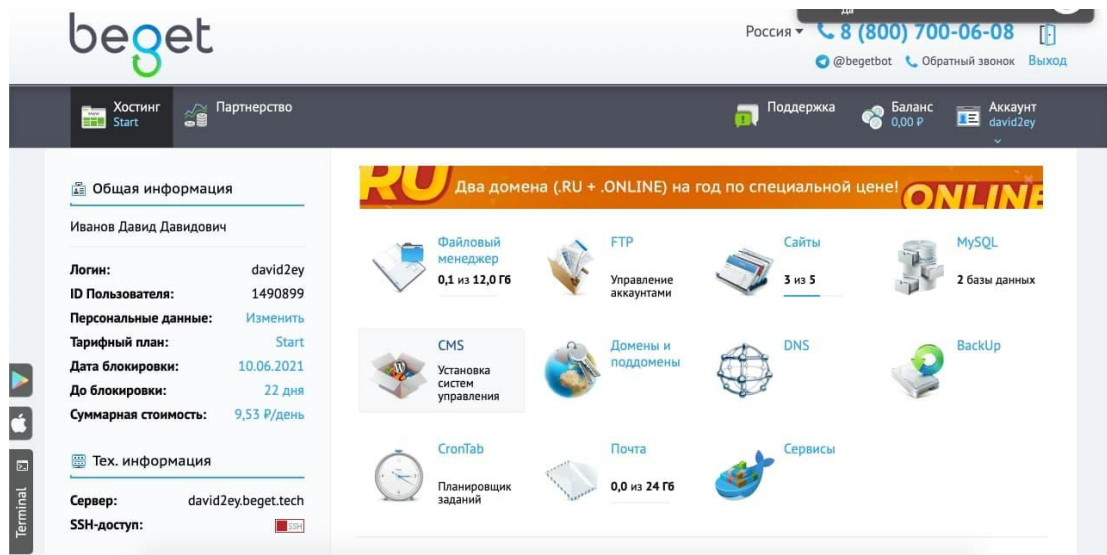 beget
Да
Россия
8 (800) 700-06-08
@begetbot
Обратный звонок
Выход
Хостинг
Start
Партнерство
Поддержка
Баланс
0,00 ₽
Аккаунт
david2ey
Общая информация
Иванов Давид Давидович
Логин: david2ey
ID Пользователя: 1490899
Персональные данные: Изменить
Тарифный план: Start
Дата блокировки: 10.06.2021
До блокировки: 22 дня
Суммарная стоимость: 9,53 ₽/день
Тех. информация
Сервер: david2ey.beget.tech
SSH-доступ: SSH
Terminal
RU Два домена (.RU + .ONLINE) на год по специальной цене! ONLINE
Файловый
менеджер
0,1 из 12,0 Гб
FTP
Управление
аккаунтами
Сайты
3 из 5
MySQL
2 базы данных
CMS
Установка
систем
управления
Домены и
поддомены
DNS
BackUp
CronTab
Планировщик
заданий
Почта
0,0 из 24 Гб
Сервисы